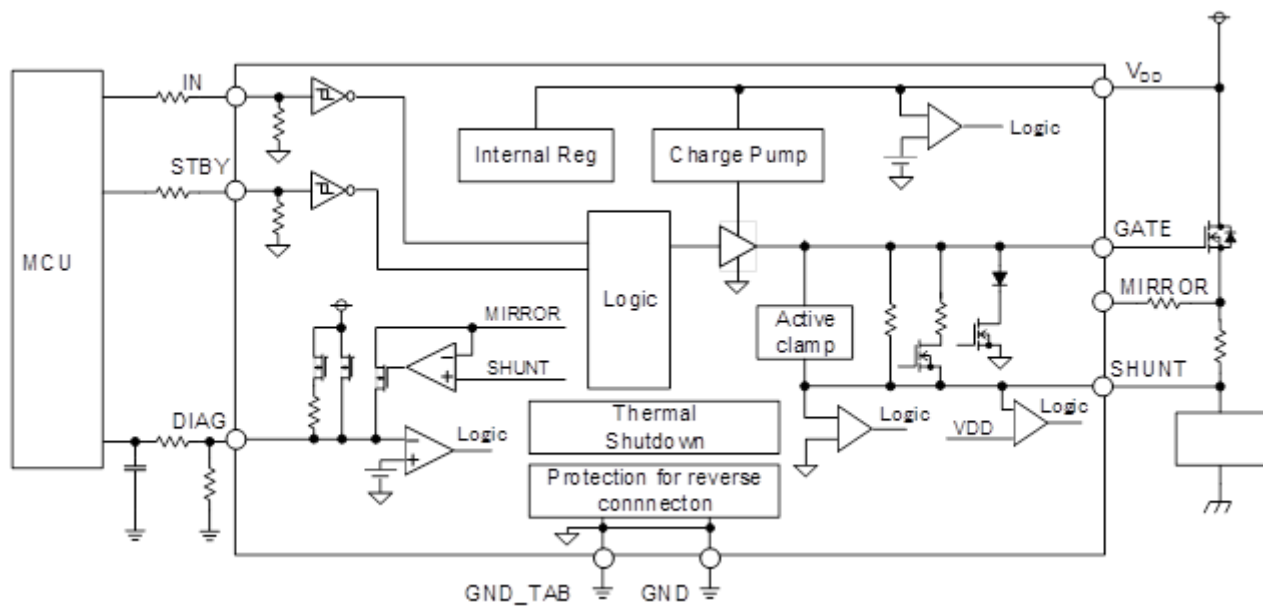 IN
V_DD
Internal Reg
Charge Pump
Logic
STBY
GATE
MCU
Logic
MIRROR
MIRROR
Active
clamp
SHUNT
SHUNT
DIAG
Thermal
Shutdown
Logic
Logic
Logic
VDD
Protection for reverse
connnecton
GND_TAB
GND